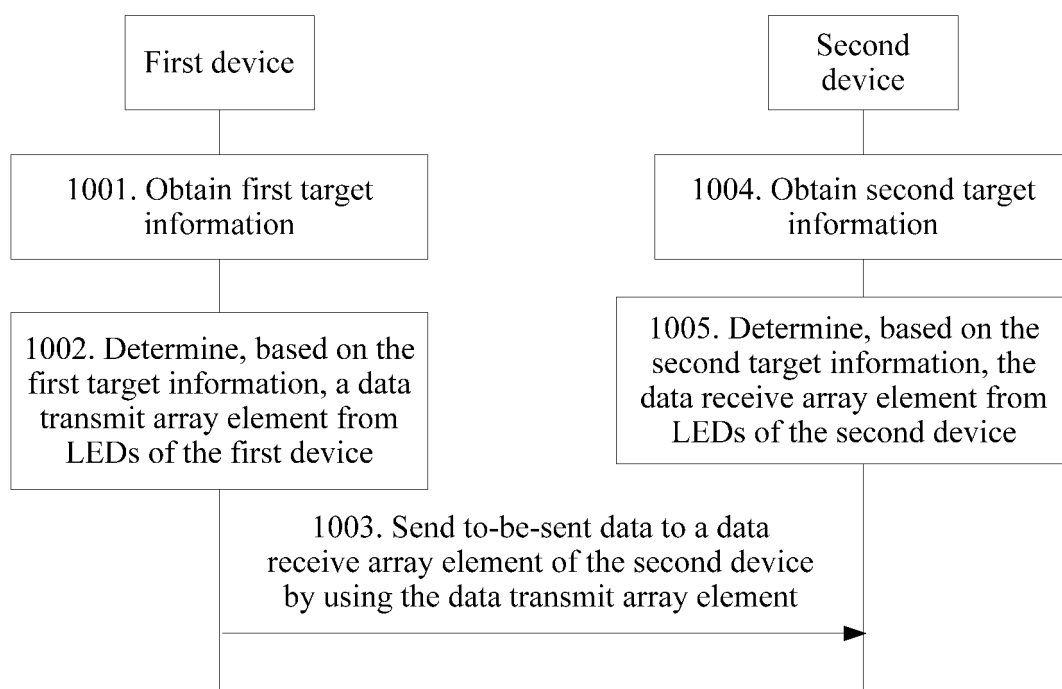 First device
Second
device
1001. Obtain first target
information
1004. Obtain second target
information
1002. Determine, based on the
first target information, a data
transmit array element from
LEDs of the first device
1005. Determine, based on the
second target information, the
data receive array element from
LEDs of the second device
1003. Send to-be-sent data to a data
receive array element of the second device
by using the data transmit array element